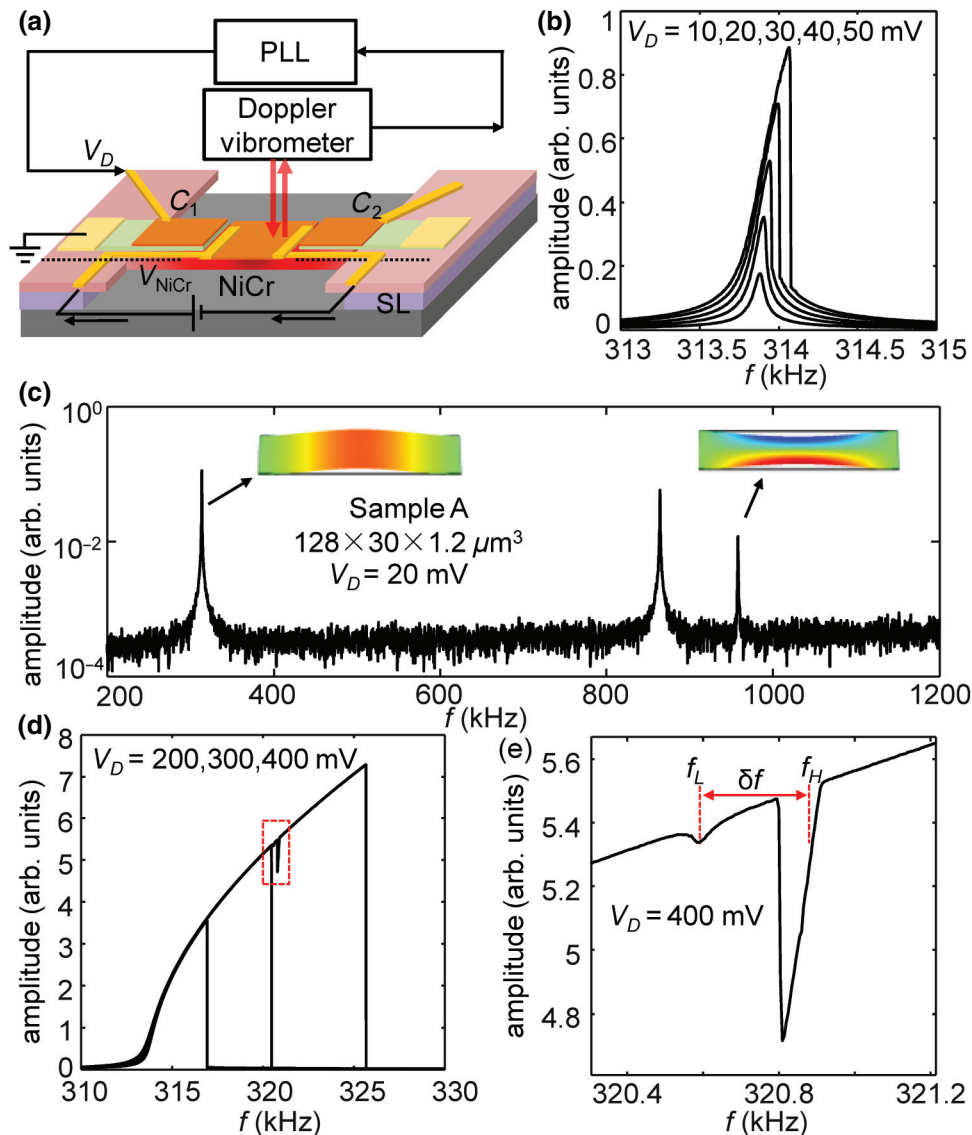 (a)
PLL
Doppler
vibrometer
V_D
C_1
C_2
V_NiCr
NiCr
SL
(b)
V_D = 10,20,30,40,50 mV
amplitude (arb. units)
1
0.8
0.6
0.4
0.2
0
313 313.5 314 314.5 315
f (kHz)
(c)
amplitude (arb. units)
10^0
10^−2
10^−4
Sample A
128×30×1.2 μm^3
V_D = 20 mV
200 400 600 800 1000 1200
f (kHz)
(d)
V_D = 200,300,400 mV
amplitude (arb. units)
8
7
6
5
4
3
2
1
0
310 315 320 325 330
f (kHz)
(e)
f_L
δf
f_H
V_D = 400 mV
amplitude (arb. units)
5.6
5.4
5.2
5
4.8
320.4 320.8 321.2
f (kHz)